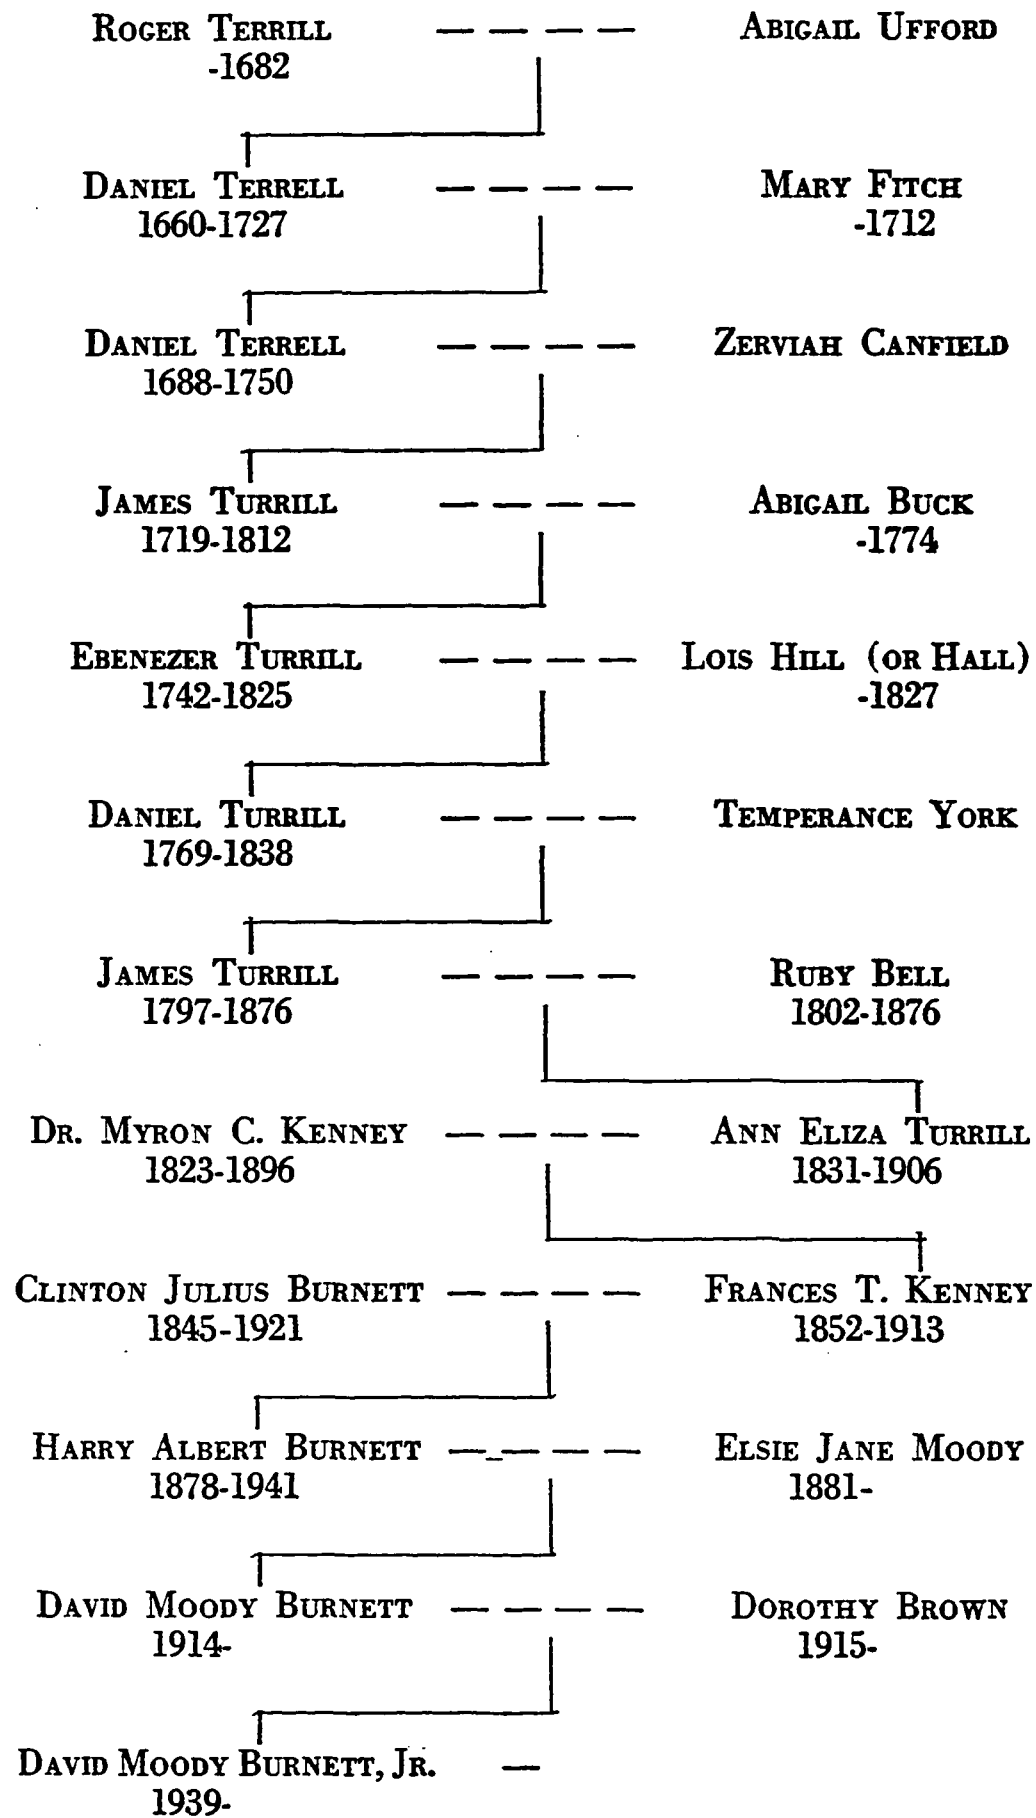 ROGER TERRILL — — — — ABIGAIL UFFORD
-1682
DANIEL TERRELL — — — — MARY FITCH
1660-1727 -1712
DANIEL TERRELL — — — — ZERVIAH CANFIELD
1688-1750
JAMES TURRILL — — — — ABIGAIL BUCK
1719-1812 -1774
EBENEZER TURRILL — — — — LOIS HILL (OR HALL)
1742-1825 -1827
DANIEL TURRILL — — — — TEMPERANCE YORK
1769-1838
JAMES TURRILL — — — — RUBY BELL
1797-1876 1802-1876
DR. MYRON C. KENNEY — — — — ANN ELIZA TURRILL
1823-1896 1831-1906
CLINTON JULIUS BURNETT — — — — FRANCES T. KENNEY
1845-1921 1852-1913
HARRY ALBERT BURNETT — — — — ELSIE JANE MOODY
1878-1941 1881-
DAVID MOODY BURNETT — — — — DOROTHY BROWN
1914- 1915-
DAVID MOODY BURNETT, JR. —
1939-